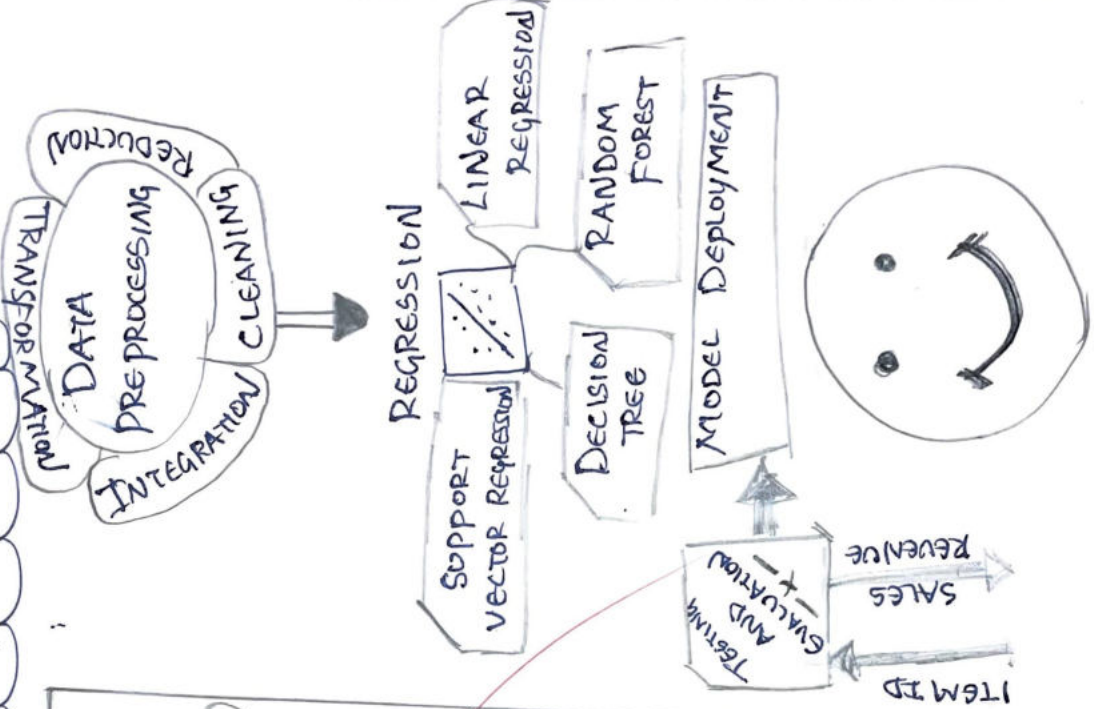 REDUCTION
TRANSFORMATION
DATA
PREPROCESSING
CLEANING
INTEGRATION
REGRESSION
LINEAR
REGRESSION
SUPPORT
VECTOR REGRESSION
RANDOM
FOREST
DECISION
TREE
MODEL DEPLOYMENT
TESTING
AND
EVALUATION
ITEM ID
SALES
REVENUE